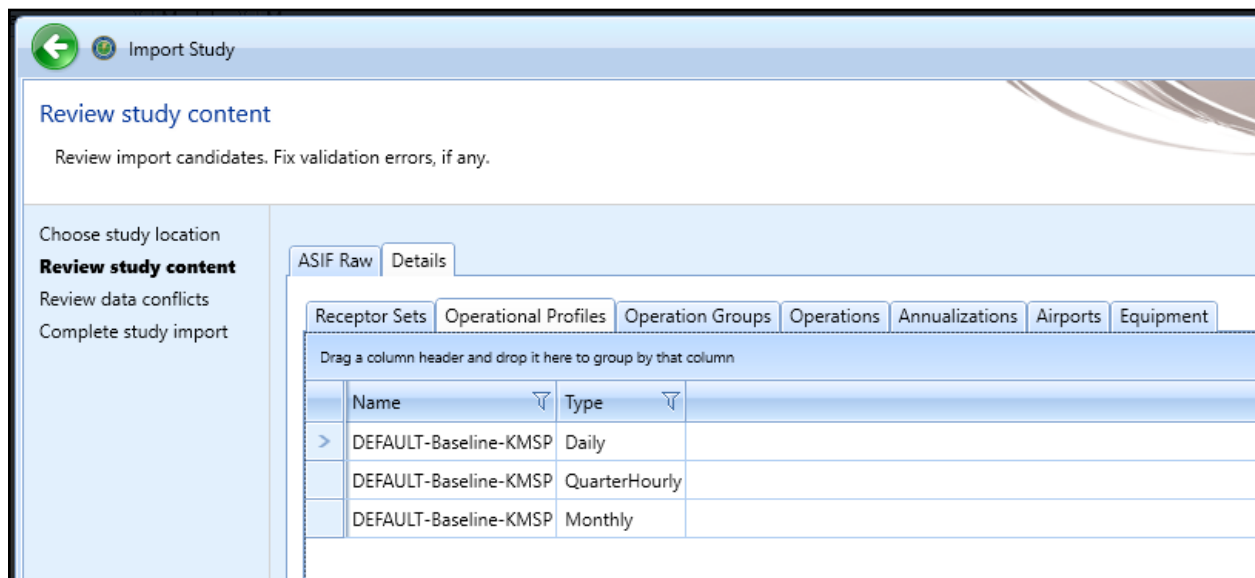 Import Study
Review study content
Review import candidates. Fix validation errors, if any.
Choose study location
Review study content
Review data conflicts
Complete study import
ASIF Raw Details
Receptor Sets Operational Profiles Operation Groups Operations Annualizations Airports Equipment
Drag a column header and drop it here to group by that column
Name Type
DEFAULT-Baseline-KMSP Daily
DEFAULT-Baseline-KMSP QuarterHourly
DEFAULT-Baseline-KMSP Monthly